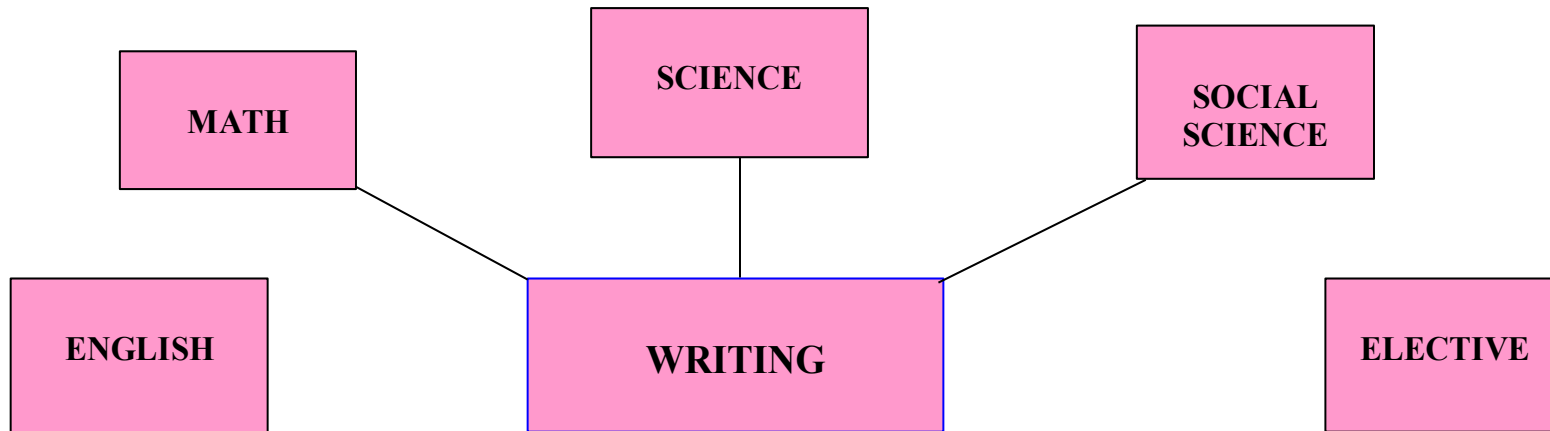 SCIENCE
MATH
SOCIAL
SCIENCE
ENGLISH
WRITING
ELECTIVE